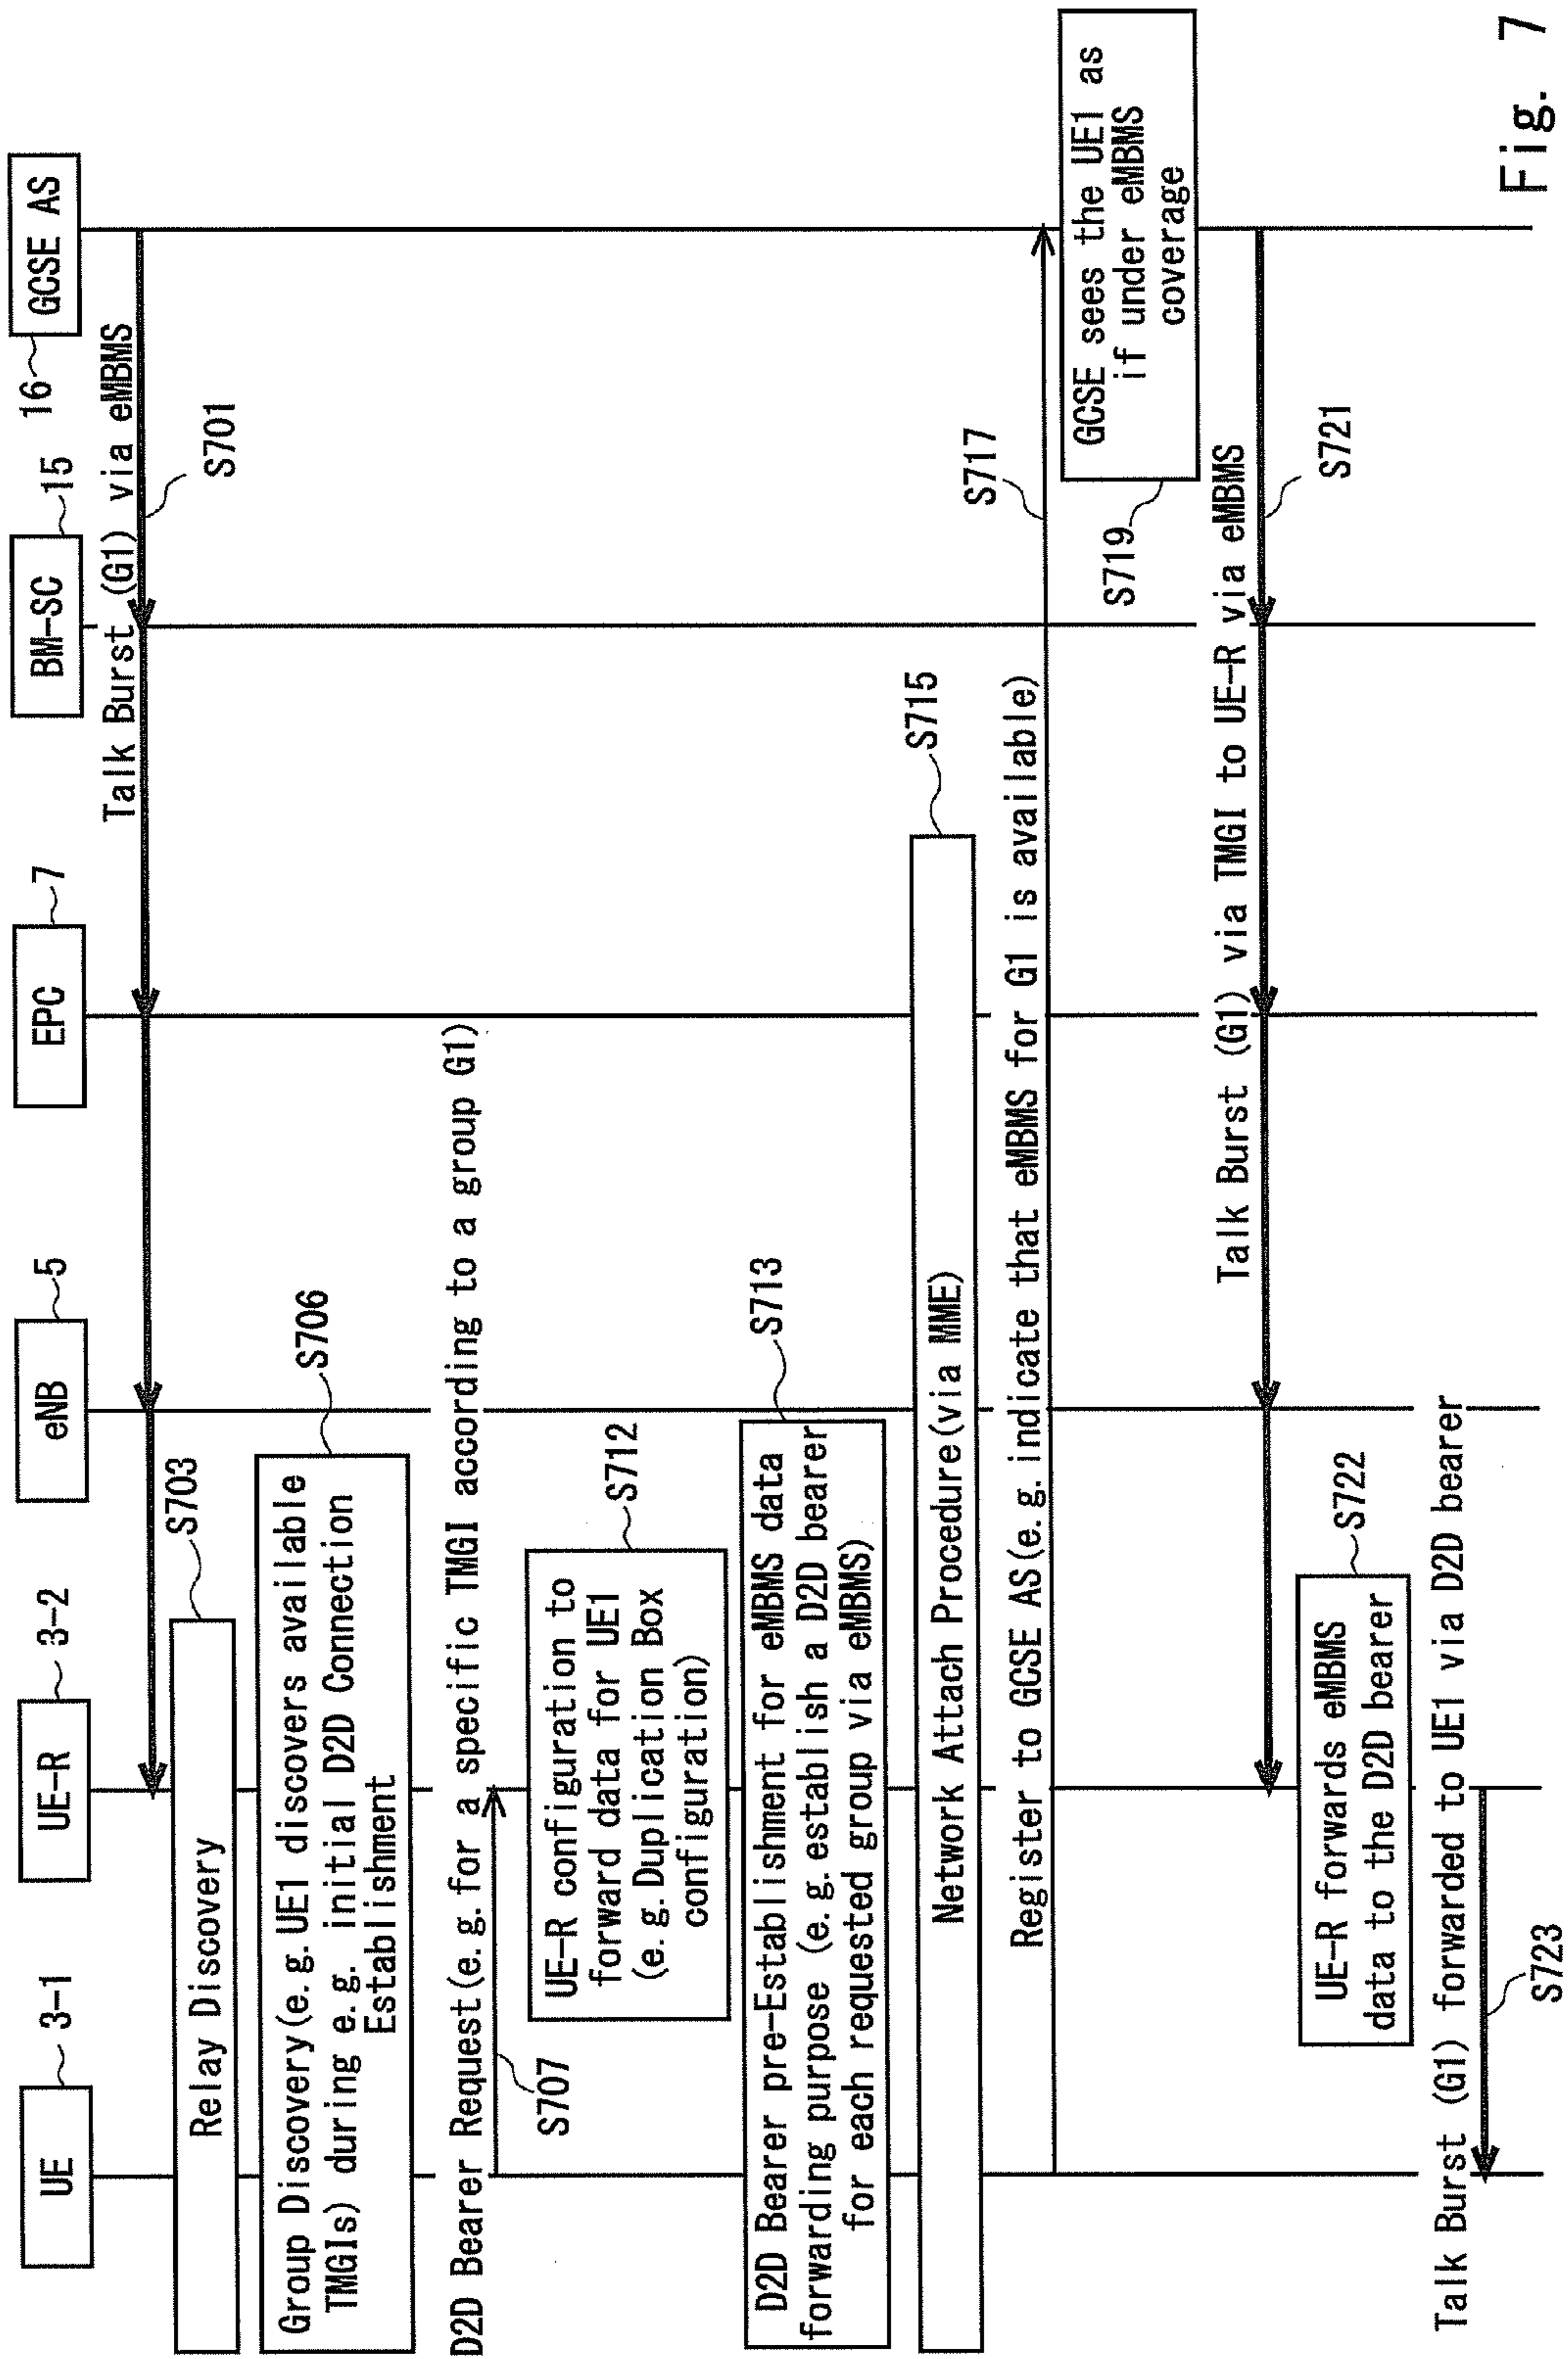 UE
3-1
UE-R
3-2
eNB
5
EPC
7
BM-SC
15
GCSE AS
16
Talk Burst (G1) via eMBMS
S701
Relay Discovery
S703
Group Discovery(e.g. UE1 discovers available
TMGIs) during e.g. initial D2D Connection
Establishment
S706
D2D Bearer Request(e.g. for a specific TMGI according to a group G1)
S707
UE-R configuration to
forward data for UE1
(e.g. Duplication Box
configuration)
S712
D2D Bearer pre-Establishment for eMBMS data
forwarding purpose (e.g. establish a D2D bearer
for each requested group via eMBMS)
S713
Network Attach Procedure(via MME)
S715
Register to GCSE AS(e.g. indicate that eMBMS for G1 is available)
S717
GCSE sees the UE1 as
if under eMBMS
coverage
S719
Talk Burst (G1) via TMGI to UE-R via eMBMS
S721
UE-R forwards eMBMS
data to the D2D bearer
S722
Talk Burst (G1) forwarded to UE1 via D2D bearer
S723
Fig. 7